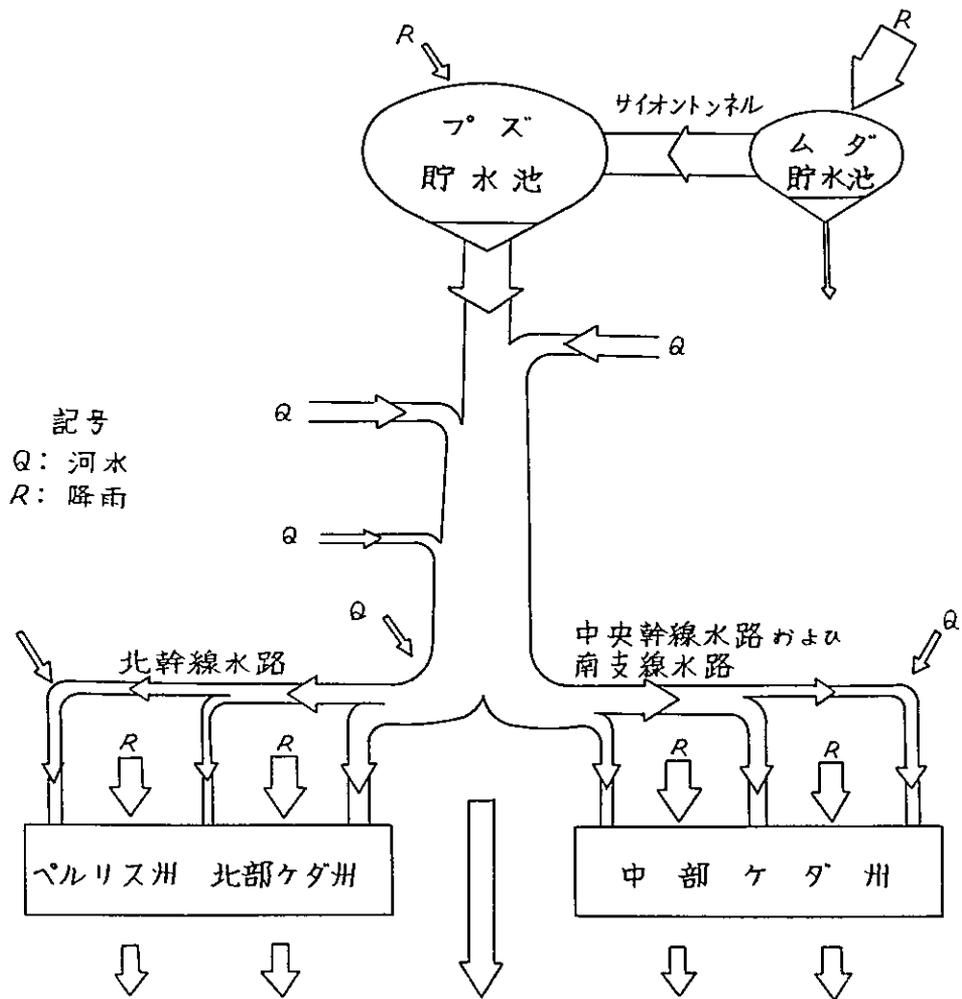 R
R
サイオントンネル
プズ
貯水池
ムダ
貯水池
Q
Q
記号
Q: 河水
R: 降雨
Q
Q
Q
中央幹線水路および
南支線水路
北幹線水路
R
R
R
R
ペルリス州 北部ケダ州
中部ケダ州